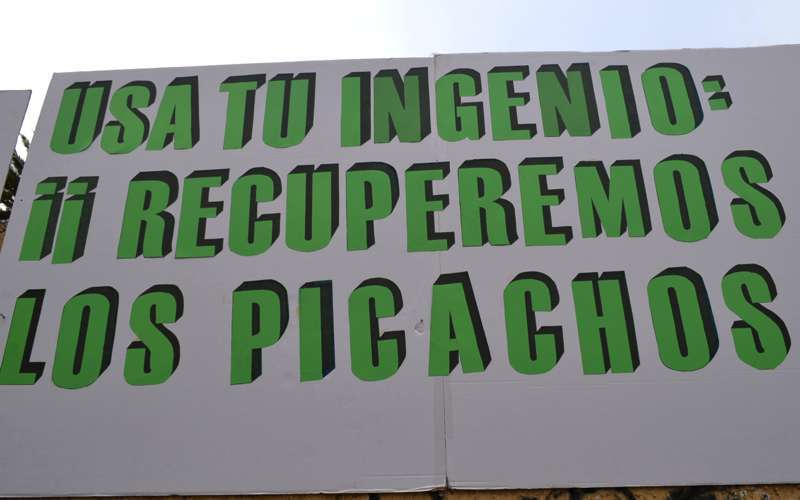 USA TU INGENIO:
¡¡ RECUPEREMOS
LOS PICACHOS